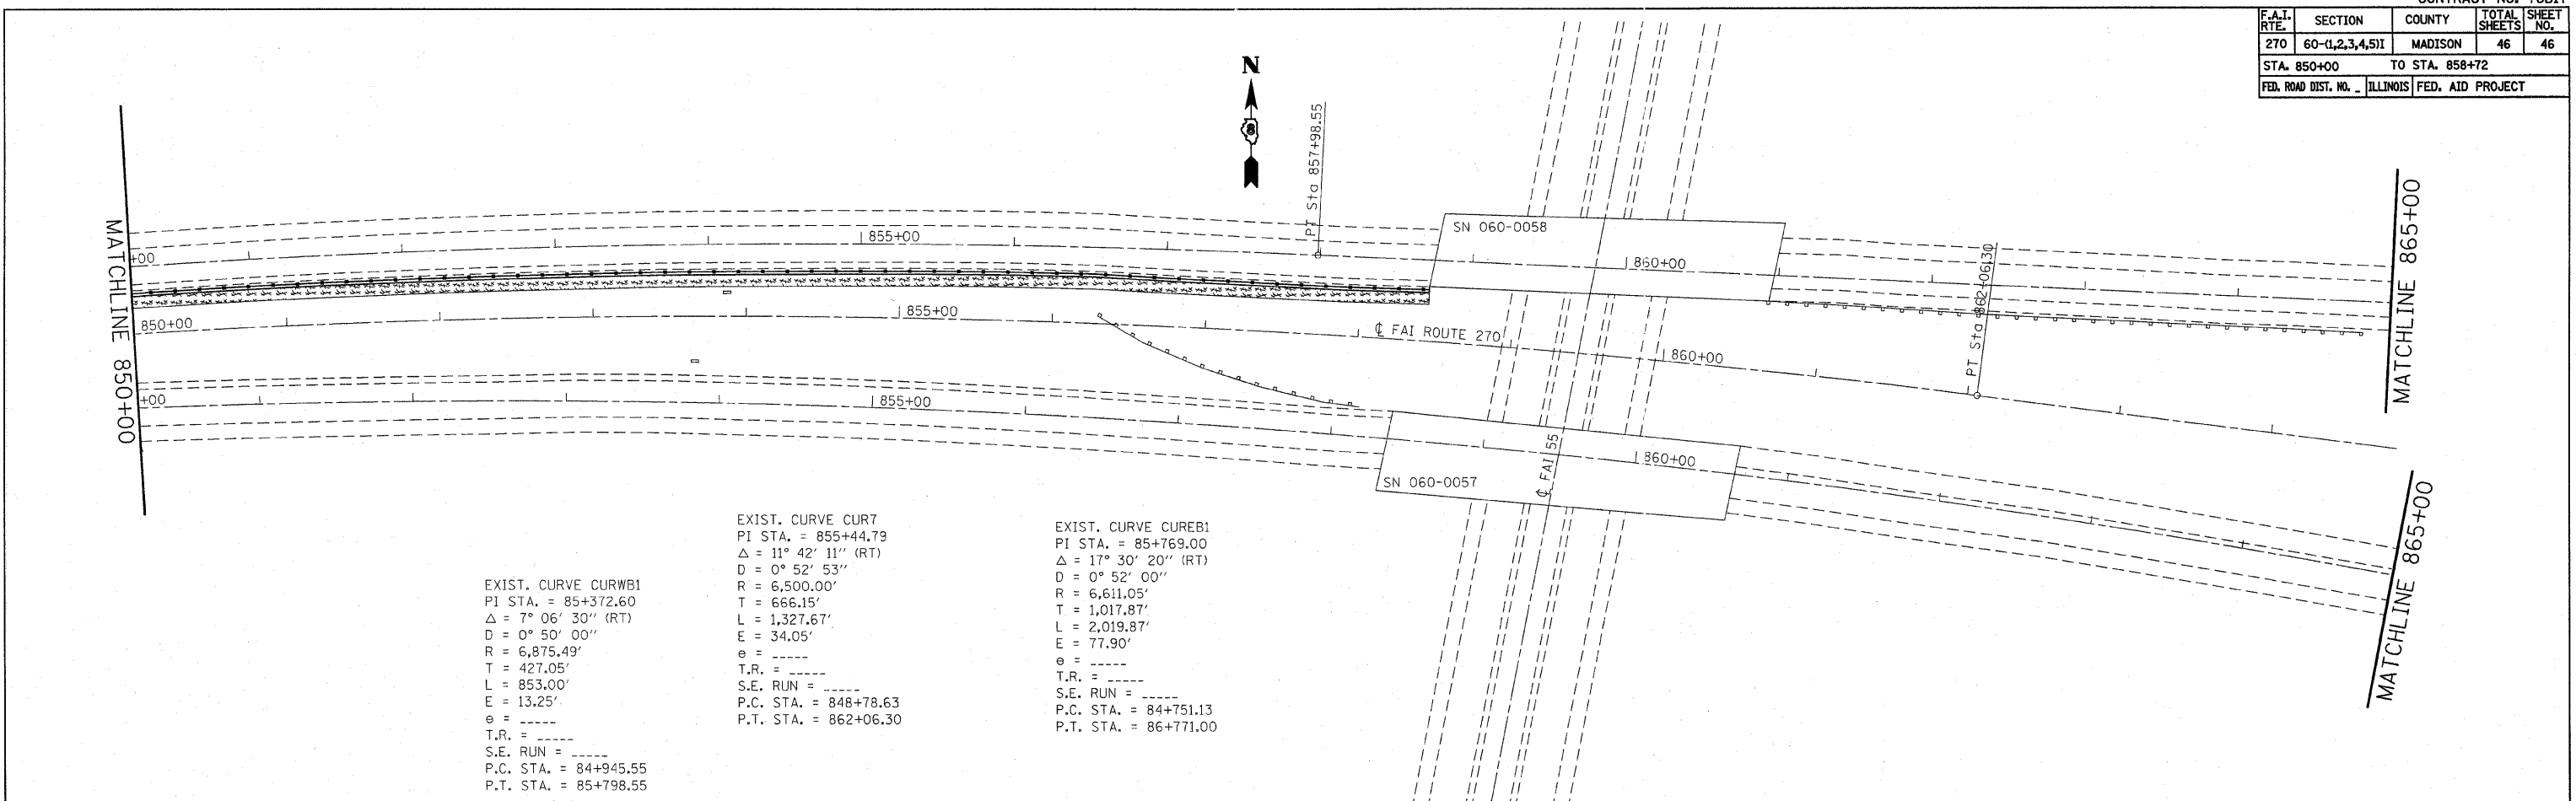 F.A.I. RTE. SECTION COUNTY TOTAL SHEETS SHEET NO.
270 60-(1,2,3,4,5)I MADISON 46 46
STA. 850+00 TO STA. 858+72
FED. ROAD DIST. NO. _ ILLINOIS FED. AID PROJECT
N
PT Sta 857+98.55
MATCHLINE 850+00
+00
855+00
SN 060-0058
860+00
MATCHLINE 865+00
850+00
855+00
℄ FAI ROUTE 270
860+00
PT Sta 862+06.30
+00
855+00
SN 060-0057
℄ FAI 55
860+00
MATCHLINE 865+00
EXIST. CURVE CURWB1
PI STA. = 85+372.60
Δ = 7° 06' 30" (RT)
D = 0° 50' 00"
R = 6,875.49'
T = 427.05'
L = 853.00'
E = 13.25'
e = _____
T.R. = _____
S.E. RUN = _____
P.C. STA. = 84+945.55
P.T. STA. = 85+798.55
EXIST. CURVE CUR7
PI STA. = 855+44.79
Δ = 11° 42' 11" (RT)
D = 0° 52' 53"
R = 6,500.00'
T = 666.15'
L = 1,327.67'
E = 34.05'
e = _____
T.R. = _____
S.E. RUN = _____
P.C. STA. = 848+78.63
P.T. STA. = 862+06.30
EXIST. CURVE CUREB1
PI STA. = 85+769.00
Δ = 17° 30' 20" (RT)
D = 0° 52' 00"
R = 6,611.05'
T = 1,017.87'
L = 2,019.87'
E = 77.90'
e = _____
T.R. = _____
S.E. RUN = _____
P.C. STA. = 84+751.13
P.T. STA. = 86+771.00